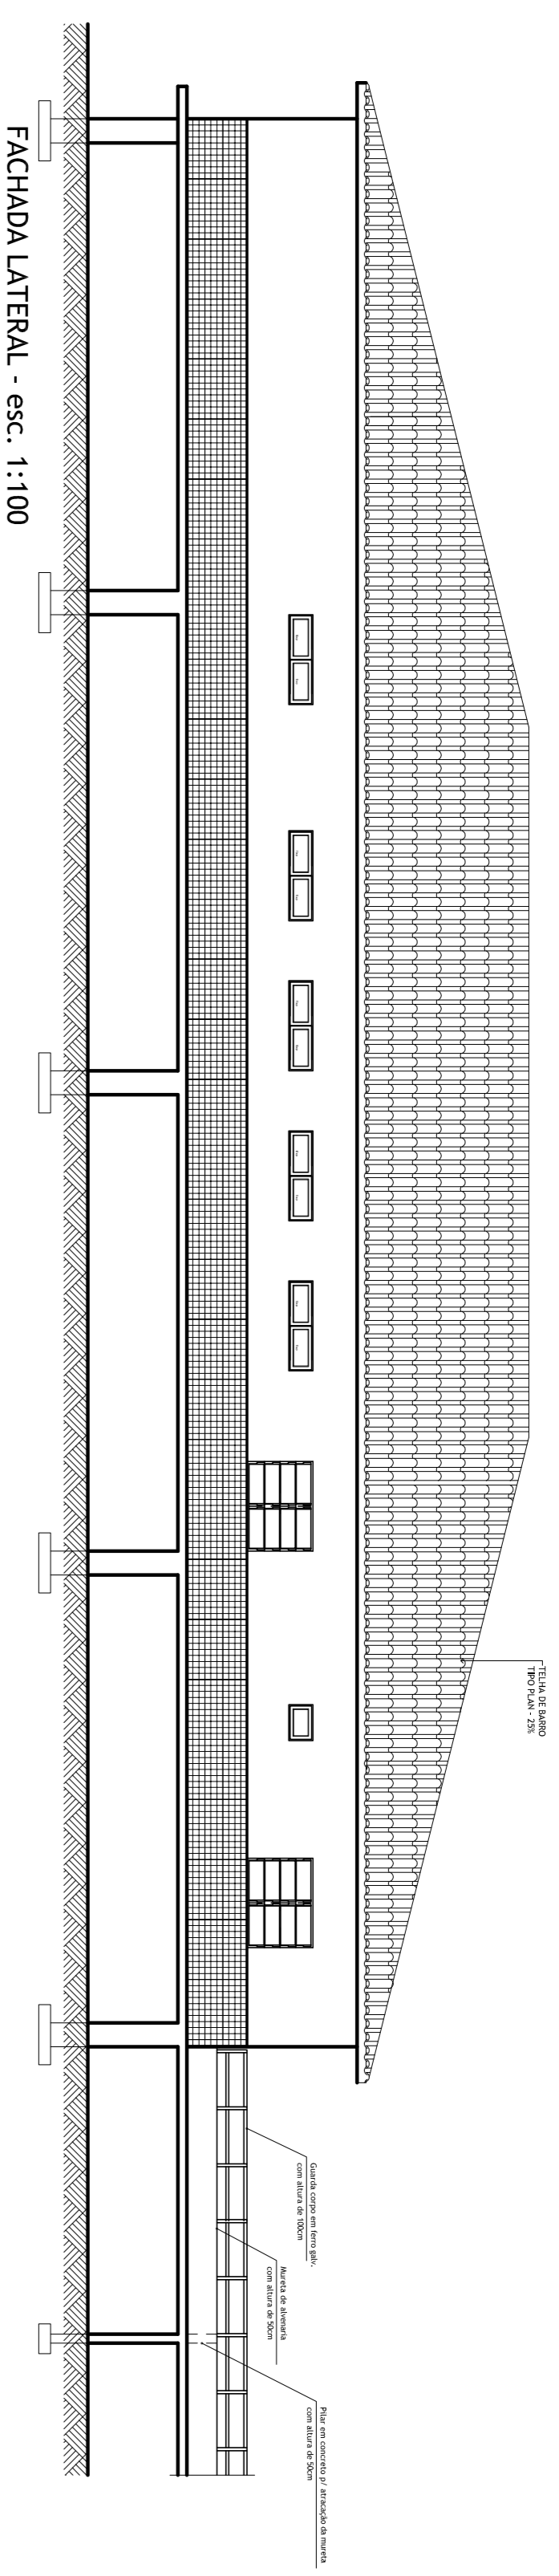 TELHA DE BARRO
TIPO PLAN - 25%
Guarda corpo em ferro galv.
com altura de 100cm
Mureta de alvenaria
com altura de 50cm
Pilar em concreto p/ atracação da mureta
com altura de 50cm
FACHADA LATERAL - esc. 1:100